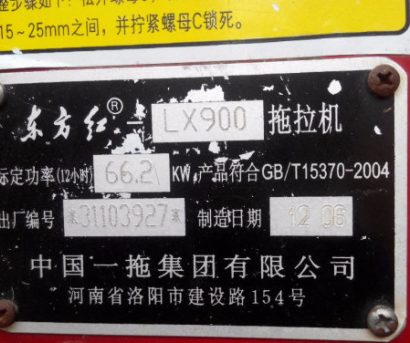 15~25mm之间，并拧紧螺母C锁死。
东方红®-LX900 拖拉机
标定功率(12小时) 66.2 KW,产品符合GB/T15370-2004
出厂编号 *31103927* 制造日期 12 06
中国一拖集团有限公司
河南省洛阳市建设路154号